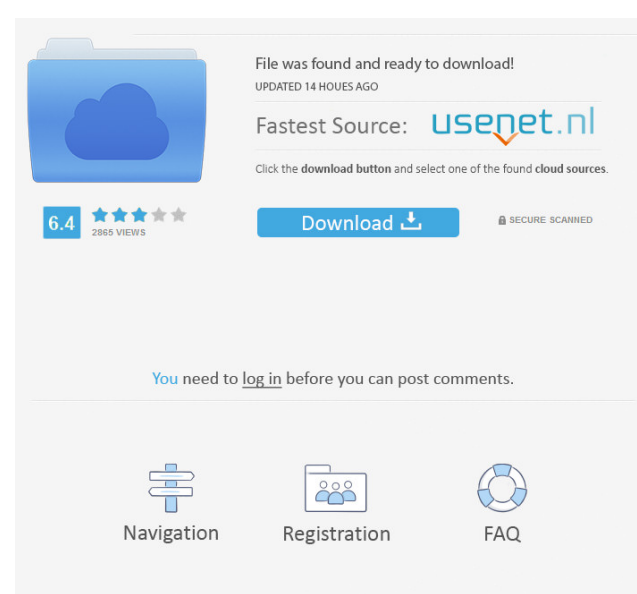 File was found and ready to download!
UPDATED 14 HOUES AGO
Fastest Source: usenet.nl
Click the download button and select one of the found cloud sources.
6.4
2865 VIEWS
Download
SECURE SCANNED
You need to log in before you can post comments.
Navigation
Registration
FAQ